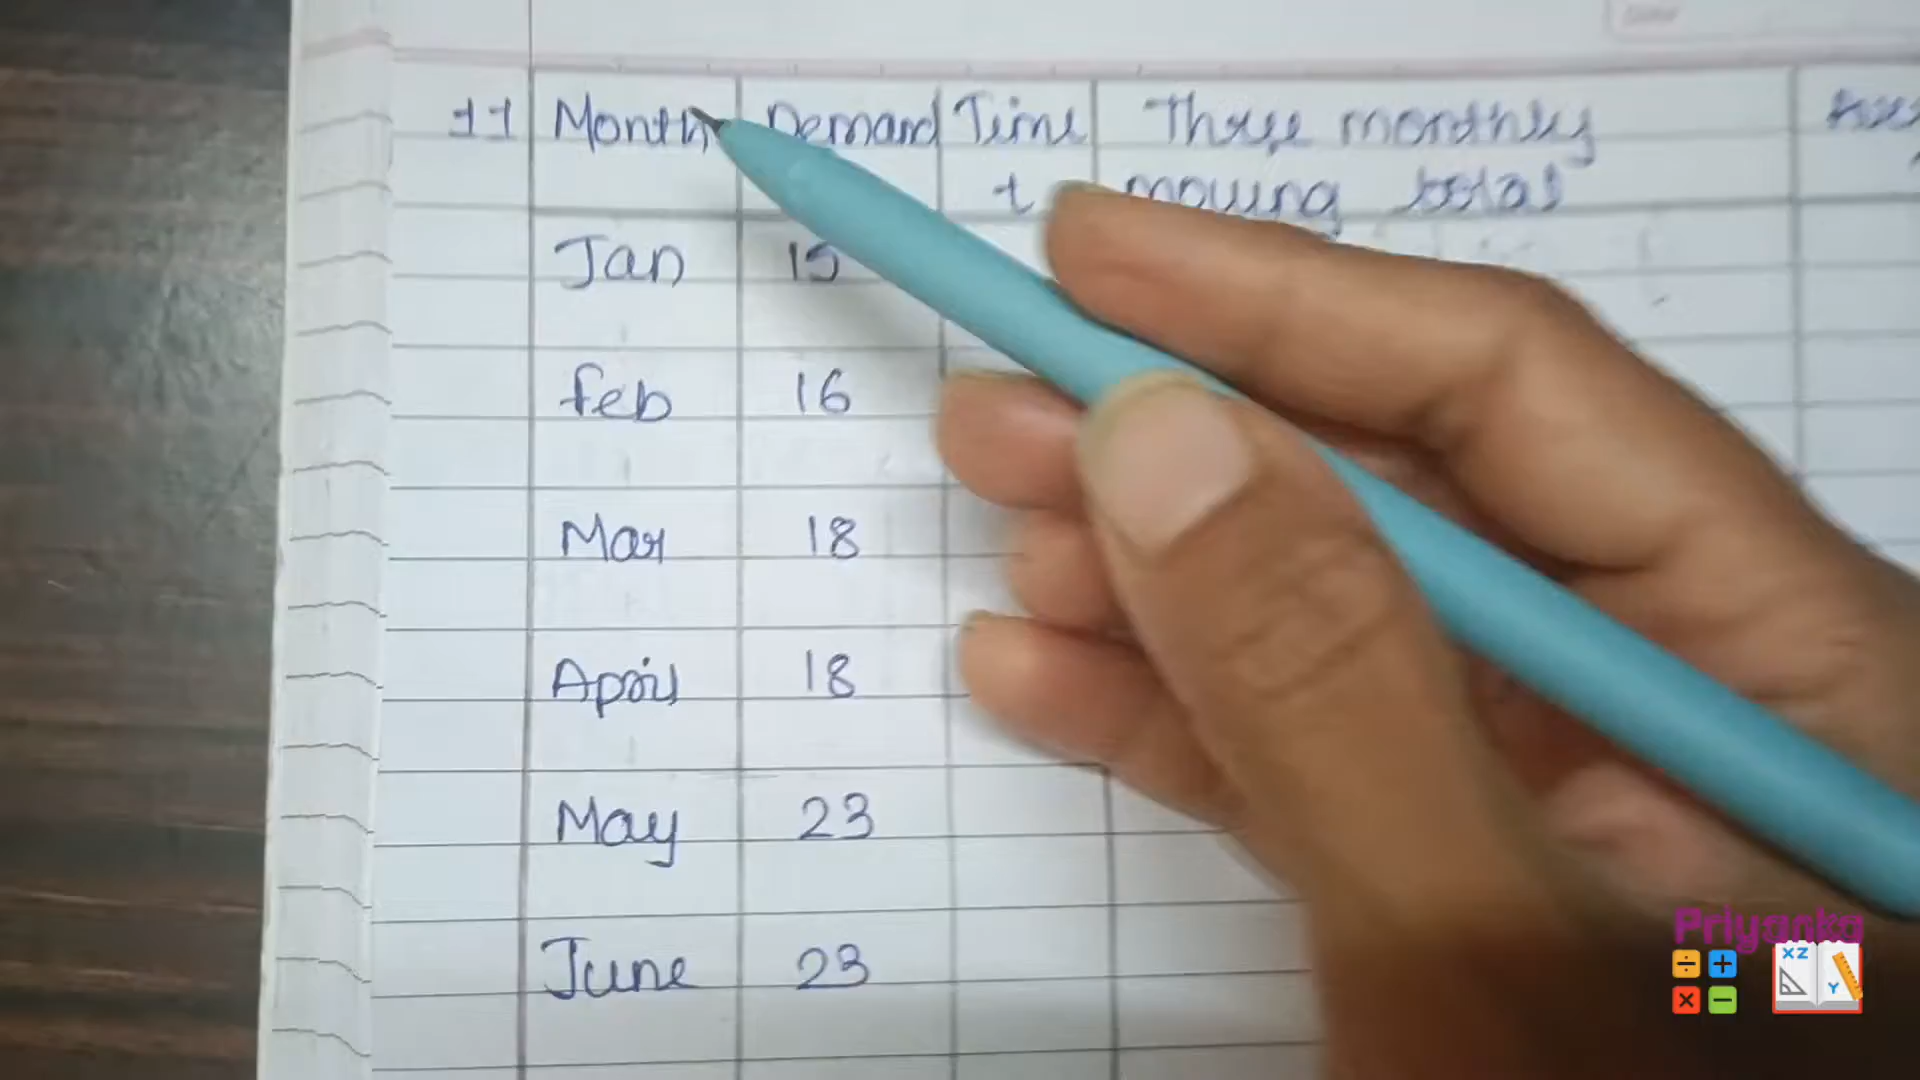 11 Month Demand Time Three monthly
t moving total
Jan 15
feb 16
Mar 18
April 18
May 23
June 23
Priyanka
XZ
Y